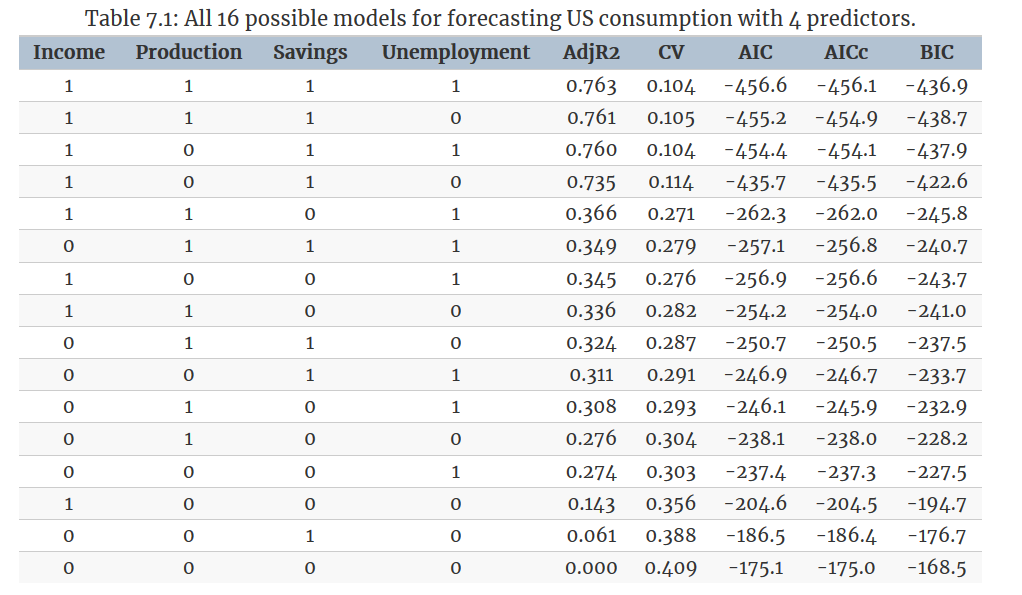 Table 7.1: All 16 possible models for forecasting US consumption with 4 predictors.
Income Production Savings Unemployment AdjR2 CV AIC AICc BIC
1 1 1 1 0.763 0.104 -456.6 -456.1 -436.9
1 1 1 0 0.761 0.105 -455.2 -454.9 -438.7
1 0 1 1 0.760 0.104 -454.4 -454.1 -437.9
1 0 1 0 0.735 0.114 -435.7 -435.5 -422.6
1 1 0 1 0.366 0.271 -262.3 -262.0 -245.8
0 1 1 1 0.349 0.279 -257.1 -256.8 -240.7
1 0 0 1 0.345 0.276 -256.9 -256.6 -243.7
1 1 0 0 0.336 0.282 -254.2 -254.0 -241.0
0 1 1 0 0.324 0.287 -250.7 -250.5 -237.5
0 0 1 1 0.311 0.291 -246.9 -246.7 -233.7
0 1 0 1 0.308 0.293 -246.1 -245.9 -232.9
0 1 0 0 0.276 0.304 -238.1 -238.0 -228.2
0 0 0 1 0.274 0.303 -237.4 -237.3 -227.5
1 0 0 0 0.143 0.356 -204.6 -204.5 -194.7
0 0 1 0 0.061 0.388 -186.5 -186.4 -176.7
0 0 0 0 0.000 0.409 -175.1 -175.0 -168.5